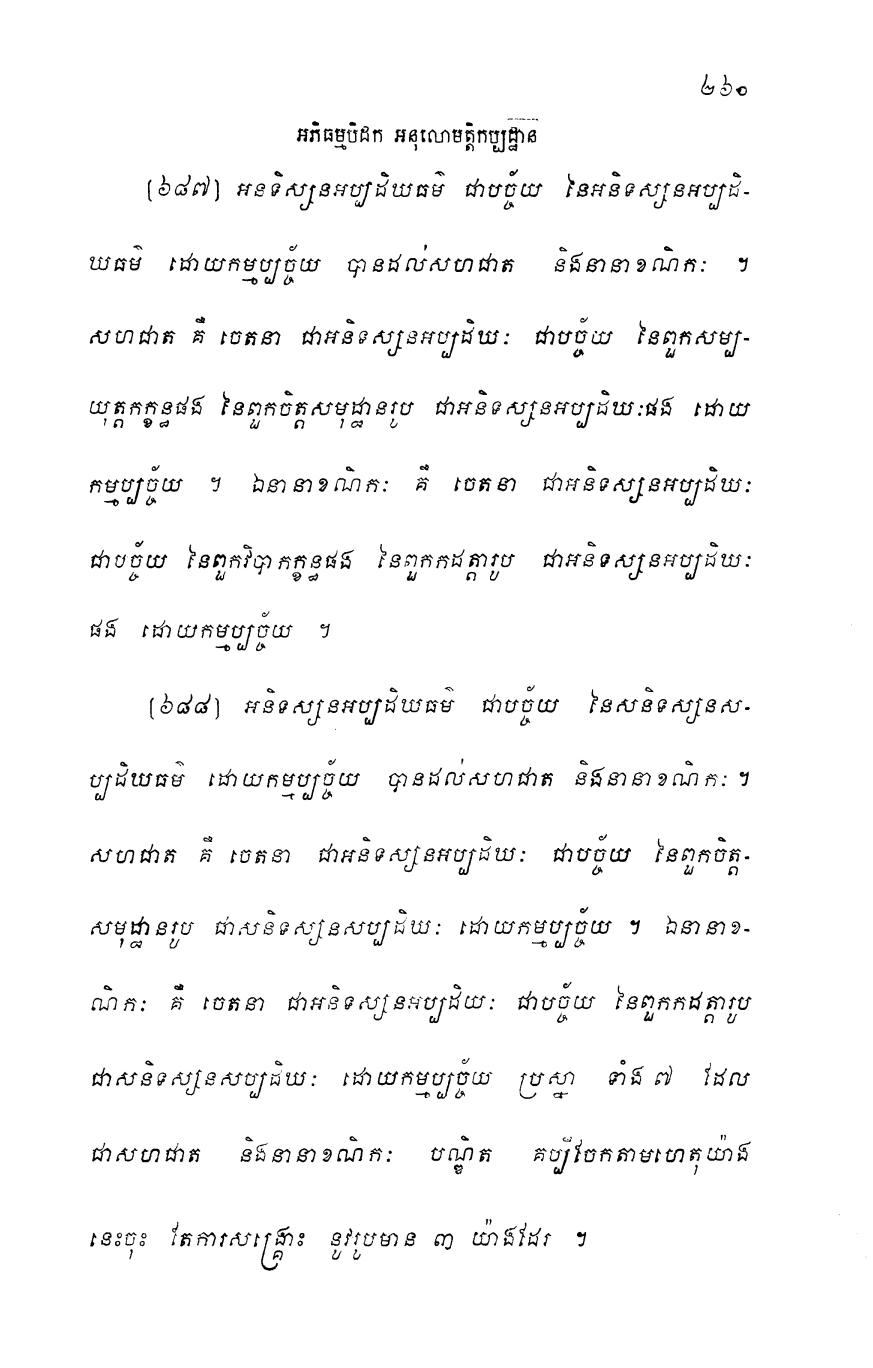 ២៦០
អភិធម្មបិដក អនុលោមត្តិកប្បដ្ឋាន
[៦៨៧] អនទិស្សនអប្បដិឃធម៌ ជាបច្ច័យ នៃអនិទស្សនអប្បដិ-
ឃធម៌ ដោយកម្មប្បច្ច័យ បានដល់សហជាត និងនានាខណិកៈ ។
សហជាត គឺ ចេតនា ជាអនិទស្សនអប្បដិឃៈ ជាបច្ច័យ នៃពួកសម្ប-
យុត្តកក្ខន្ធផង នៃពួកចិត្តសមុដ្ឋានរូប ជាអនិទស្សនអប្បដិឃៈផង ដោយ
កម្មប្បច្ច័យ ។ ឯនានាខណិកៈ គឺ ចេតនា ជាអនិទស្សនអប្បដិឃៈ
ជាបច្ច័យ នៃពួកវិបាកក្ខន្ធផង នៃពួកកដត្តារូប ជាអនិទស្សនអប្បដិឃៈ
ផង ដោយកម្មប្បច្ច័យ ។
[៦៨៨] អនិទស្សនអប្បដិឃធម៌ ជាបច្ច័យ នៃសនិទស្សនស-
ប្បដិឃធម៌ ដោយកម្មប្បច្ច័យ បានដល់សហជាត និងនានាខណិកៈ ។
សហជាត គឺ ចេតនា ជាអនិទស្សនអប្បដិឃៈ ជាបច្ច័យ នៃពួកចិត្ត-
សមុដ្ឋានរូប ជាសនិទស្សនសប្បដិឃៈ ដោយកម្មប្បច្ច័យ ។ ឯនានាខ-
ណិកៈ គឺ ចេតនា ជាអនិទស្សនអប្បដិឃៈ ជាបច្ច័យ នៃពួកកដត្តារូប
ជាសនិទស្សនសប្បដិឃៈ ដោយកម្មប្បច្ច័យ ប្រស្នា ទាំង ៧ ដែល
ជាសហជាត និងនានាខណិកៈ បណ្ឌិត គប្បីចែកតាមហេតុយ៉ាង
នេះចុះ តែការសង្គ្រោះ នូវរូបមាន ៣ យ៉ាងដែរ ។